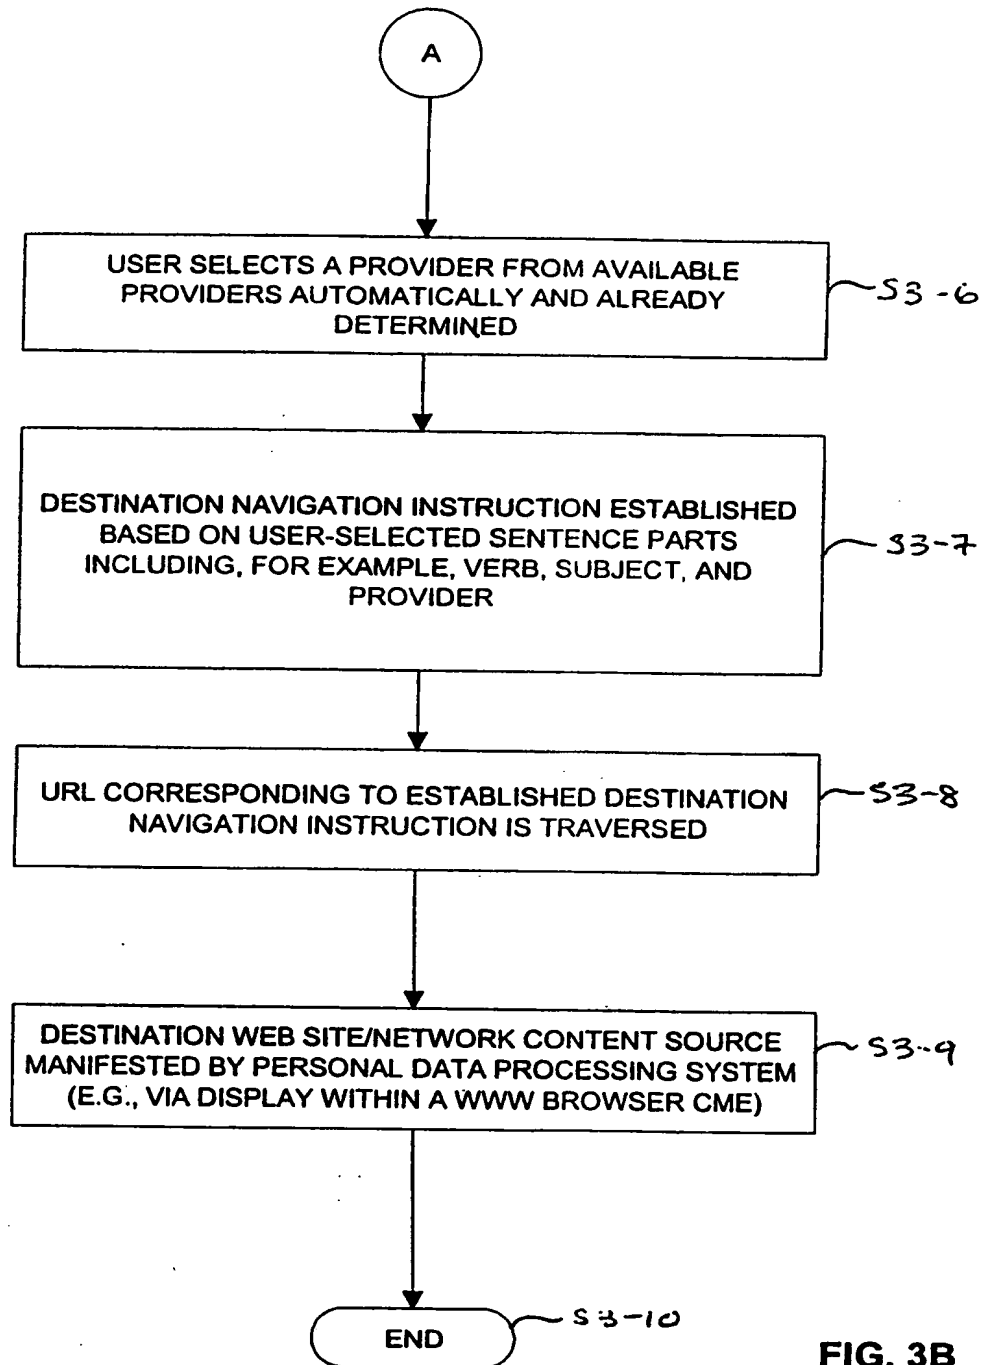 A
USER SELECTS A PROVIDER FROM AVAILABLE
PROVIDERS AUTOMATICALLY AND ALREADY
DETERMINED
S3-6
DESTINATION NAVIGATION INSTRUCTION ESTABLISHED
BASED ON USER-SELECTED SENTENCE PARTS
INCLUDING, FOR EXAMPLE, VERB, SUBJECT, AND
PROVIDER
S3-7
URL CORRESPONDING TO ESTABLISHED DESTINATION
NAVIGATION INSTRUCTION IS TRAVERSED
S3-8
DESTINATION WEB SITE/NETWORK CONTENT SOURCE
MANIFESTED BY PERSONAL DATA PROCESSING SYSTEM
(E.G., VIA DISPLAY WITHIN A WWW BROWSER CME)
S3-9
END
S3-10
FIG. 3B